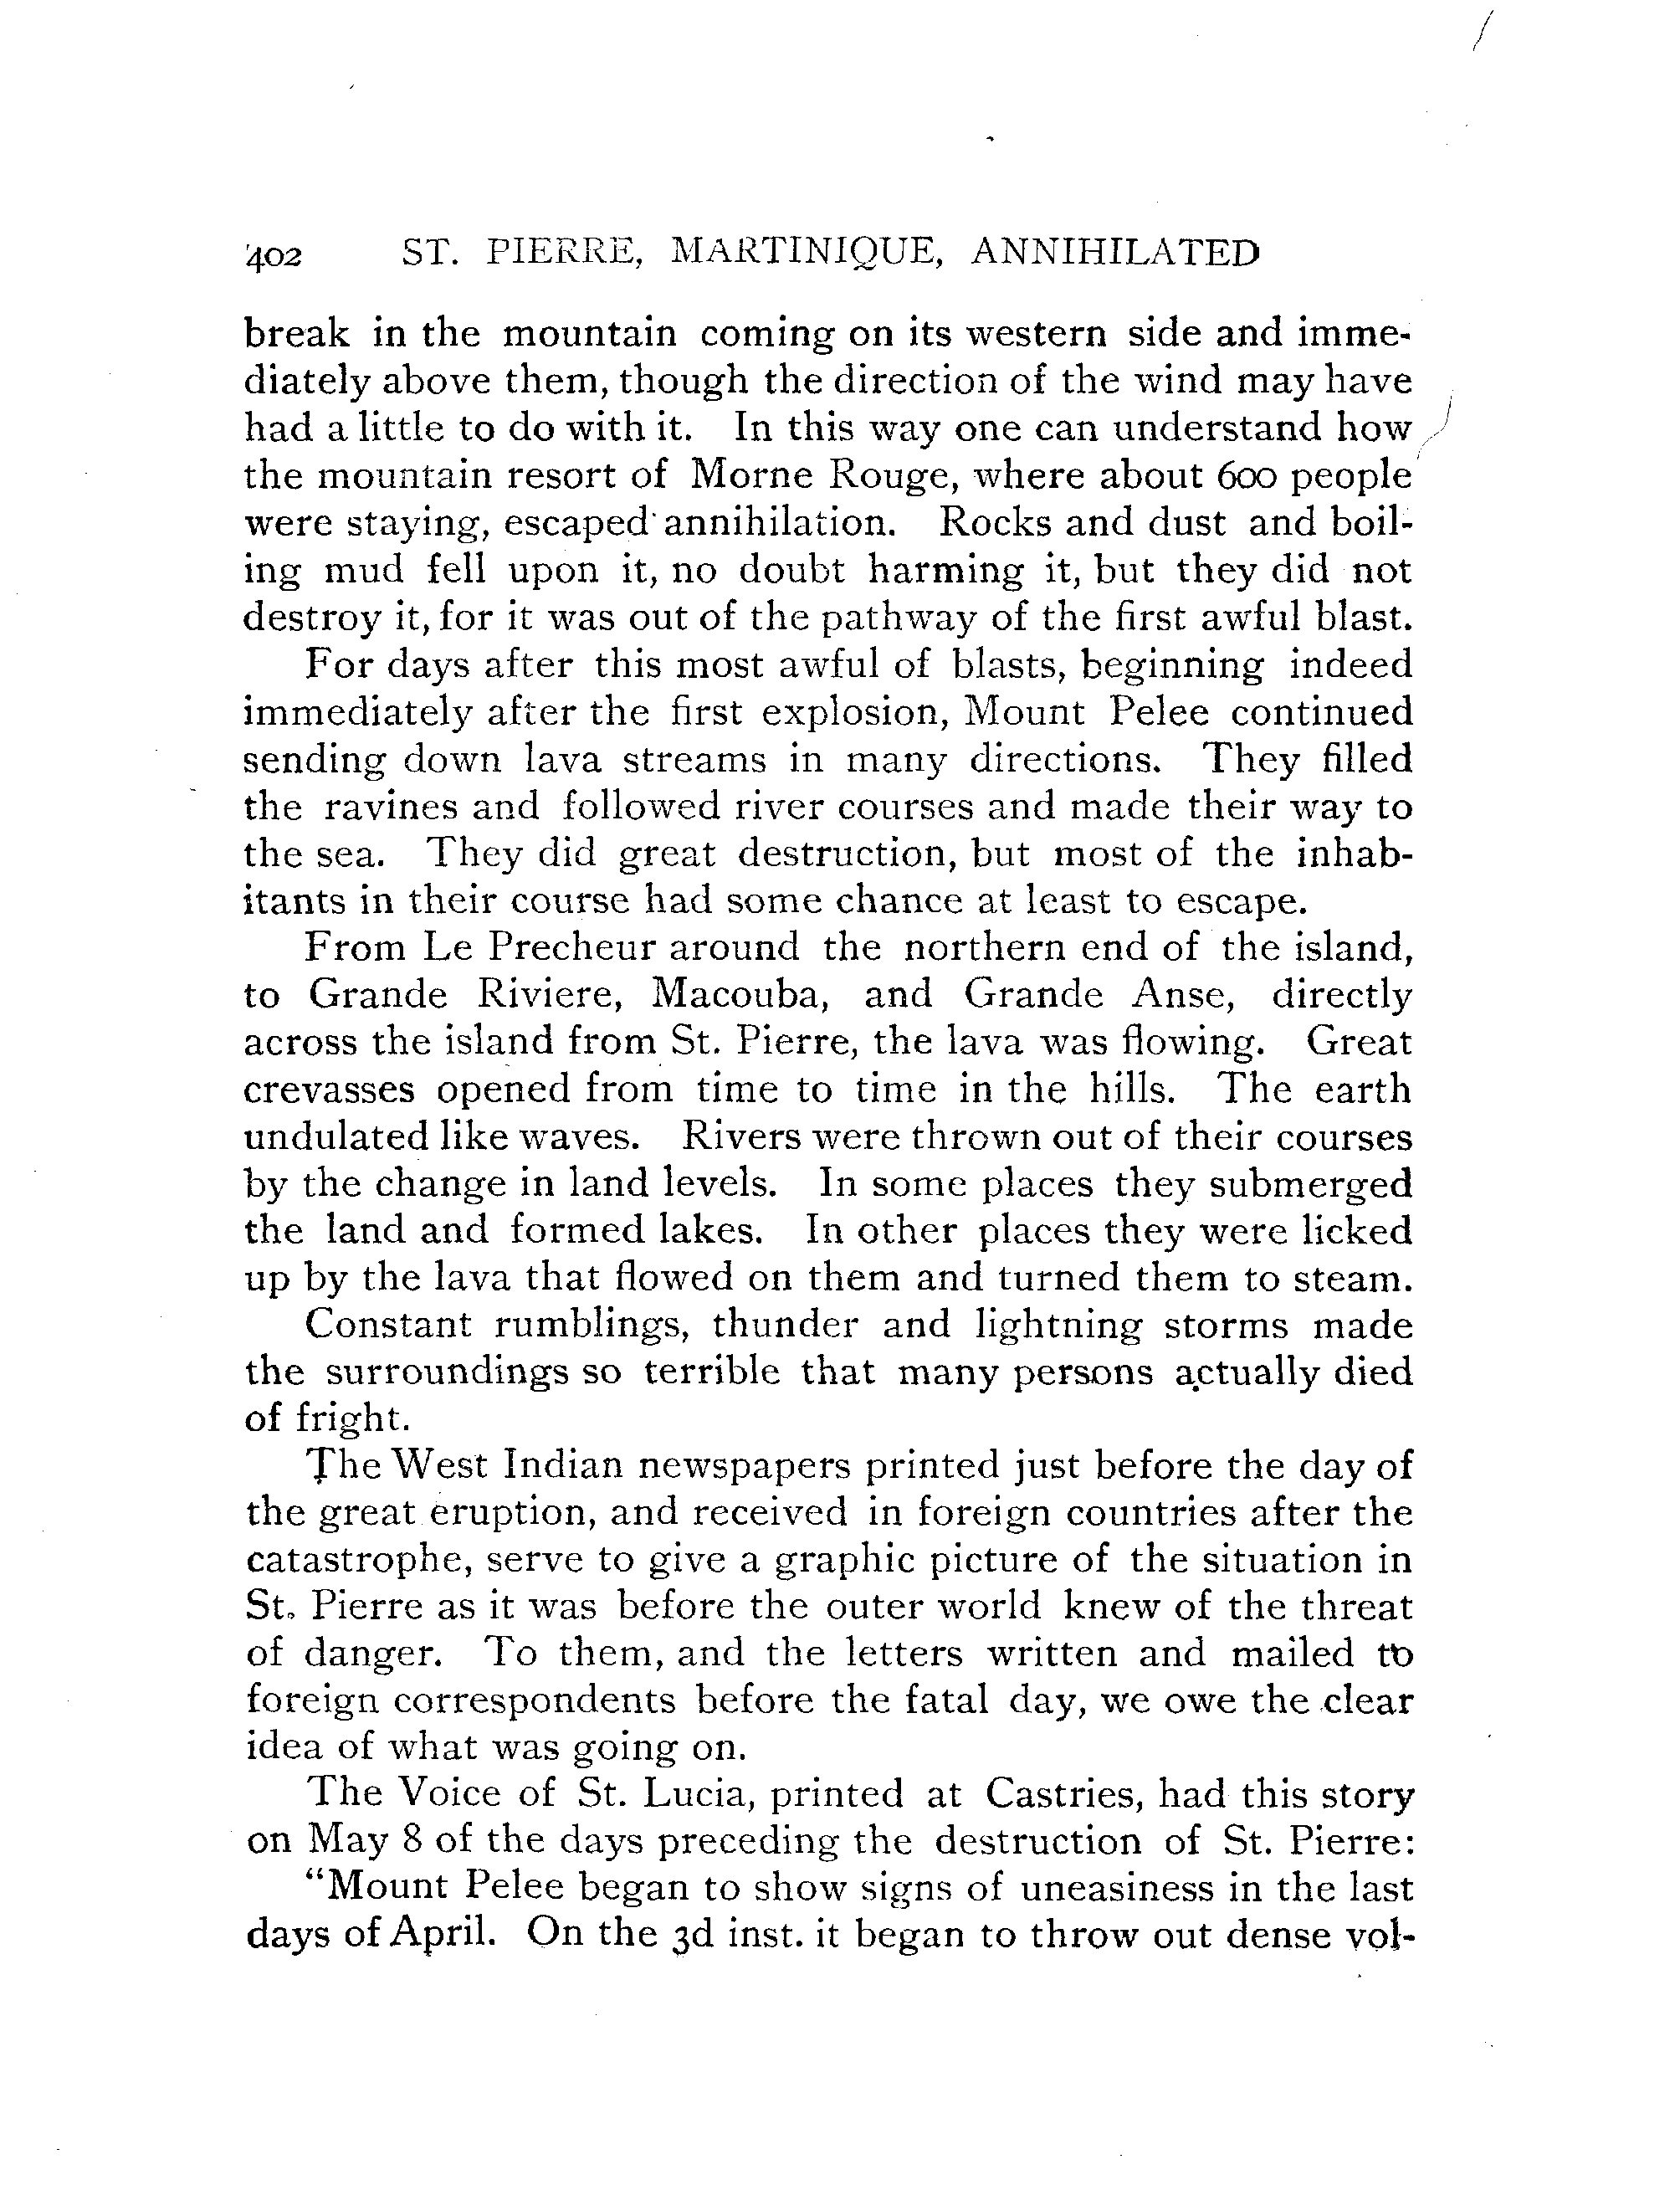 402 ST. PIERRE, MARTINIQUE, ANNIHILATED
break in the mountain coming on its western side and imme-
diately above them, though the direction of the wind may have
had a little to do with it. In this way one can understand how
the mountain resort of Morne Rouge, where about 600 people
were staying, escaped annihilation. Rocks and dust and boil-
ing mud fell upon it, no doubt harming it, but they did not
destroy it, for it was out of the pathway of the first awful blast.
For days after this most awful of blasts, beginning indeed
immediately after the first explosion, Mount Pelee continued
sending down lava streams in many directions. They filled
the ravines and followed river courses and made their way to
the sea. They did great destruction, but most of the inhab-
itants in their course had some chance at least to escape.
From Le Precheur around the northern end of the island,
to Grande Riviere, Macouba, and Grande Anse, directly
across the island from St. Pierre, the lava was flowing. Great
crevasses opened from time to time in the hills. The earth
undulated like waves. Rivers were thrown out of their courses
by the change in land levels. In some places they submerged
the land and formed lakes. In other places they were licked
up by the lava that flowed on them and turned them to steam.
Constant rumblings, thunder and lightning storms made
the surroundings so terrible that many persons actually died
of fright.
The West Indian newspapers printed just before the day of
the great eruption, and received in foreign countries after the
catastrophe, serve to give a graphic picture of the situation in
St. Pierre as it was before the outer world knew of the threat
of danger. To them, and the letters written and mailed to
foreign correspondents before the fatal day, we owe the clear
idea of what was going on.
The Voice of St. Lucia, printed at Castries, had this story
on May 8 of the days preceding the destruction of St. Pierre:
"Mount Pelee began to show signs of uneasiness in the last
days of April. On the 3d inst. it began to throw out dense vol-